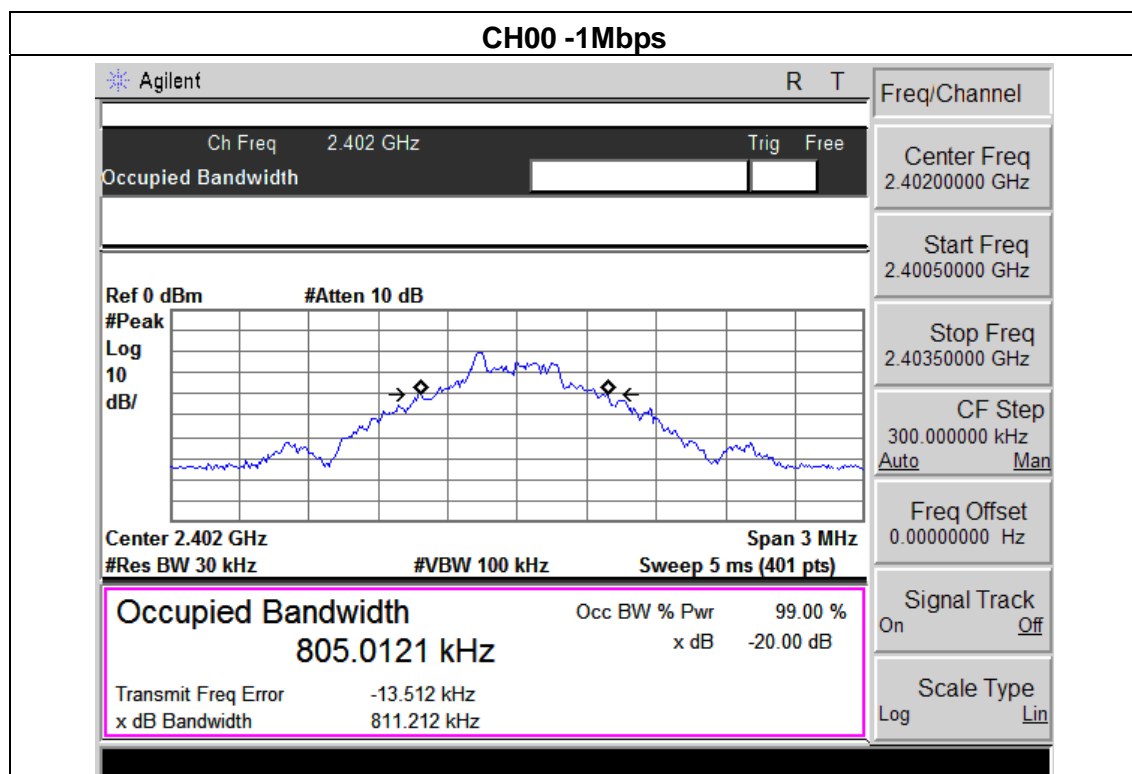 CH00 -1Mbps
Agilent R T
Ch Freq 2.402 GHz Trig Free
Occupied Bandwidth
Ref 0 dBm #Atten 10 dB
#Peak
Log
10
dB/
Center 2.402 GHz Span 3 MHz
#Res BW 30 kHz #VBW 100 kHz Sweep 5 ms (401 pts)
Occupied Bandwidth Occ BW % Pwr 99.00 %
805.0121 kHz x dB -20.00 dB
Transmit Freq Error -13.512 kHz
x dB Bandwidth 811.212 kHz
Freq/Channel
Center Freq
2.40200000 GHz
Start Freq
2.40050000 GHz
Stop Freq
2.40350000 GHz
CF Step
300.000000 kHz
Auto Man
Freq Offset
0.00000000 Hz
Signal Track
On Off
Scale Type
Log Lin